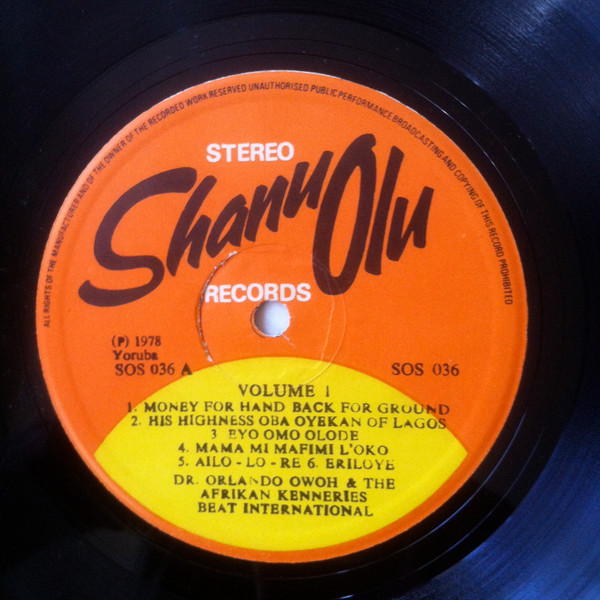 ALL RIGHTS OF THE MANUFACTURER AND OF THE OWNER OF THE RECORDED WORK RESERVED UNAUTHORISED PUBLIC PERFORMANCE BROADCASTING AND COPYING OF THIS RECORD PROHIBITED
STEREO
Shanu Olu
RECORDS
(P) 1978
Yoruba
SOS 036 A
SOS 036
VOLUME 1
1. MONEY FOR HAND BACK FOR GROUND
2. HIS HIGHNESS OBA OYEKAN OF LAGOS
3 EYO OMO OLODE
4. MAMA MI MAFIMI L'OKO
5. AILO - LO - RE 6. ERILOYE
DR. ORLANDO OWOH & THE
AFRIKAN KENNERIES
BEAT INTERNATIONAL